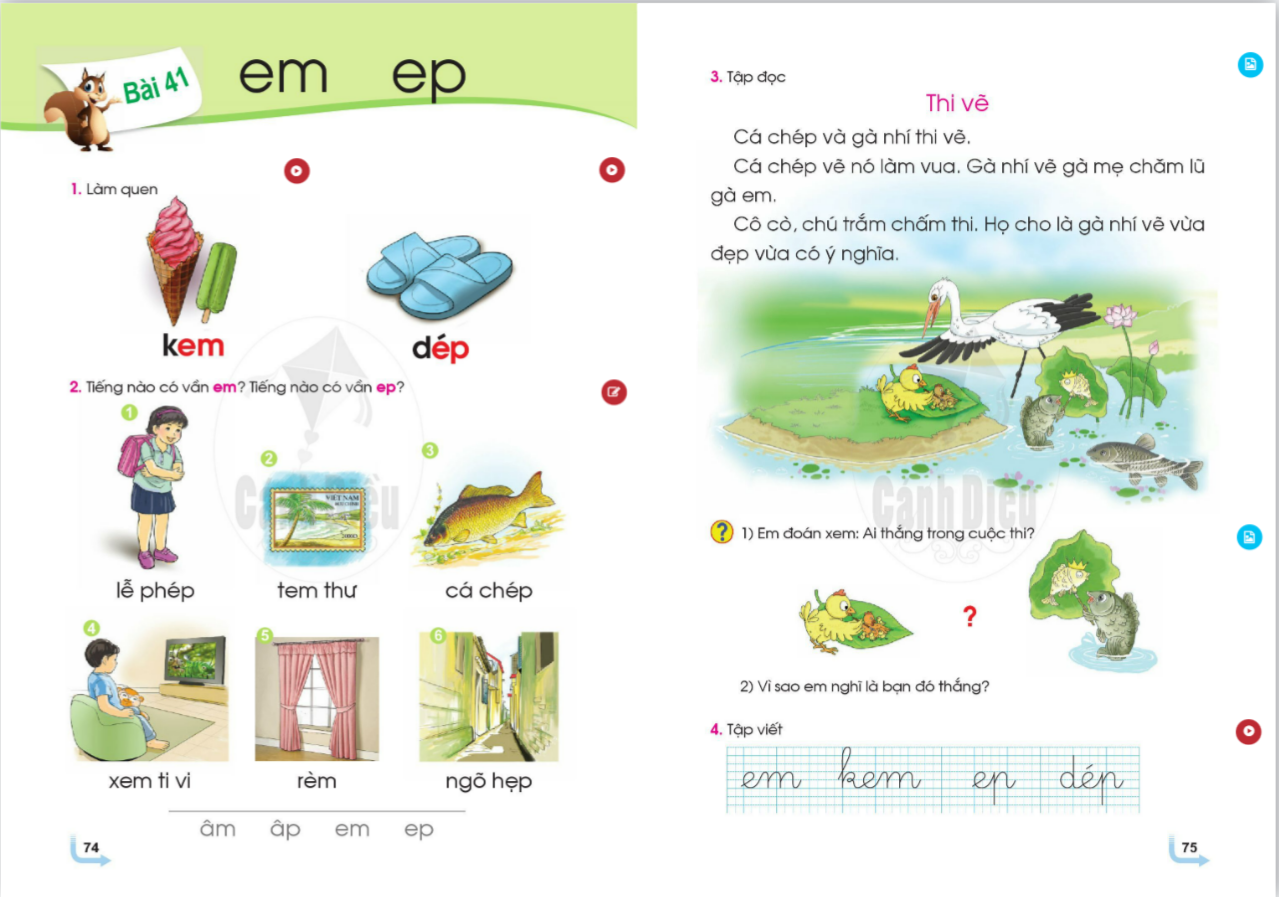 Bài 41
em ep
1. Làm quen
kem dép
2. Tiếng nào có vần em? Tiếng nào có vần ep?
1
2
3
VIỆT NAM
lễ phép tem thư cá chép
4
5
6
xem ti vi rèm ngõ hẹp
âm âp em ep
74
3. Tập đọc
Thi vẽ
Cá chép và gà nhí thi vẽ.
Cá chép vẽ nó làm vua. Gà nhí vẽ gà mẹ chăm lũ
gà em.
Cô cò, chú trắm chấm thi. Họ cho là gà nhí vẽ vừa
đẹp vừa có ý nghĩa.
? 1) Em đoán xem: Ai thắng trong cuộc thi?
?
2) Vì sao em nghĩ là bạn đó thắng?
4. Tập viết
em kem ep dép
75
Cánh Diều
Cánh Diều